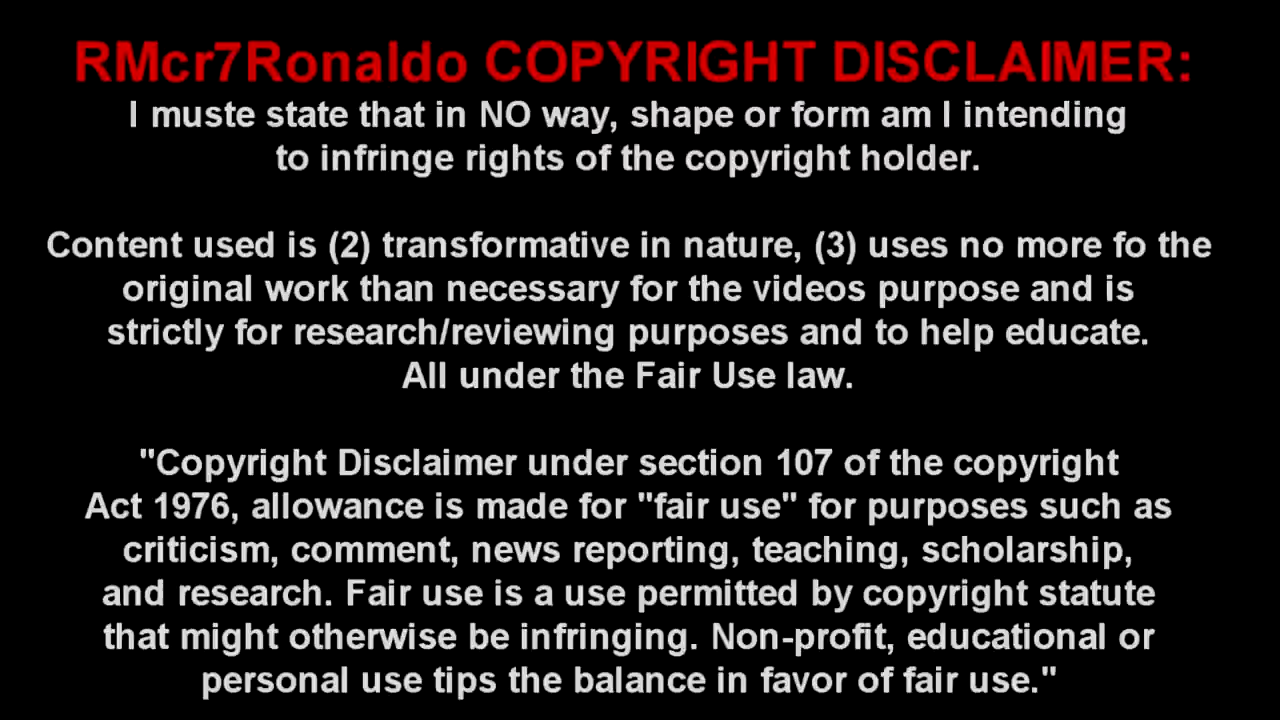 RMcr7Ronaldo COPYRIGHT DISCLAIMER:
I muste state that in NO way, shape or form am I intending
to infringe rights of the copyright holder.
Content used is (2) transformative in nature, (3) uses no more fo the
original work than necessary for the videos purpose and is
strictly for research/reviewing purposes and to help educate.
All under the Fair Use law.
"Copyright Disclaimer under section 107 of the copyright
Act 1976, allowance is made for "fair use" for purposes such as
criticism, comment, news reporting, teaching, scholarship,
and research. Fair use is a use permitted by copyright statute
that might otherwise be infringing. Non-profit, educational or
personal use tips the balance in favor of fair use."